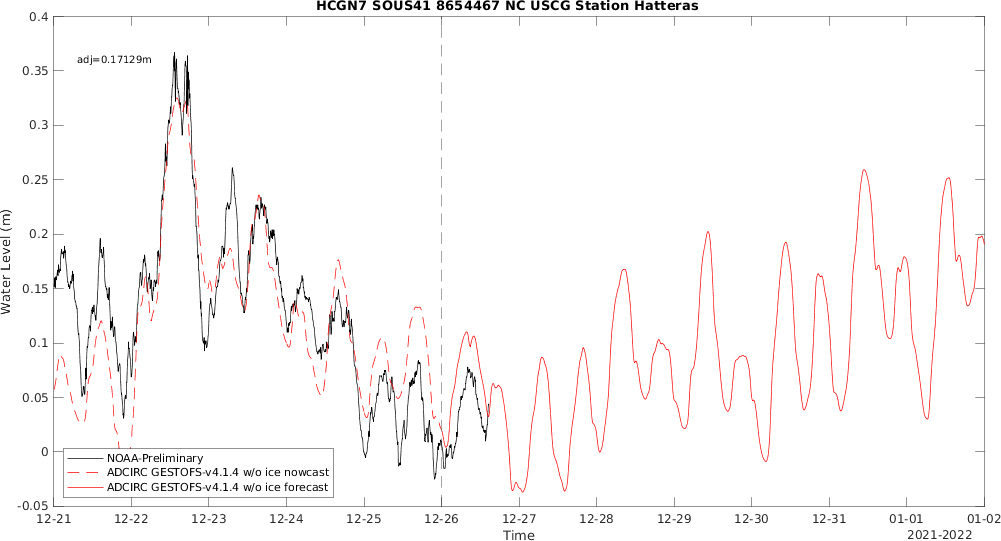 HCGN7 SOUS41 8654467 NC USCG Station Hatteras
0.4
adj=0.17129m
0.35
0.3
0.25
0.2
0.15
0.1
0.05
0
-0.05
Water Level (m)
NOAA-Preliminary
ADCIRC GESTOFS-v4.1.4 w/o ice nowcast
ADCIRC GESTOFS-v4.1.4 w/o ice forecast
12-21 12-22 12-23 12-24 12-25 12-26 12-27 12-28 12-29 12-30 12-31 01-01 01-02
Time
2021-2022